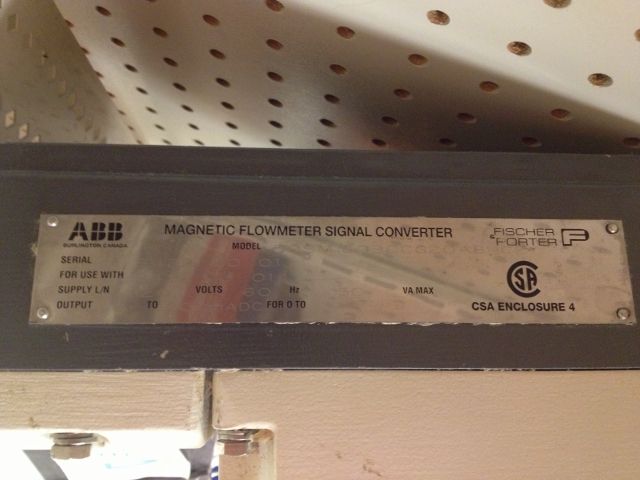 ABB
BURLINGTON, CANADA
MAGNETIC FLOWMETER SIGNAL CONVERTER
FISCHER
& PORTER
MODEL
SERIAL
FOR USE WITH
SUPPLY L/N VOLTS Hz VA MAX
OUTPUT TO FOR 0 TO
CSA ENCLOSURE 4